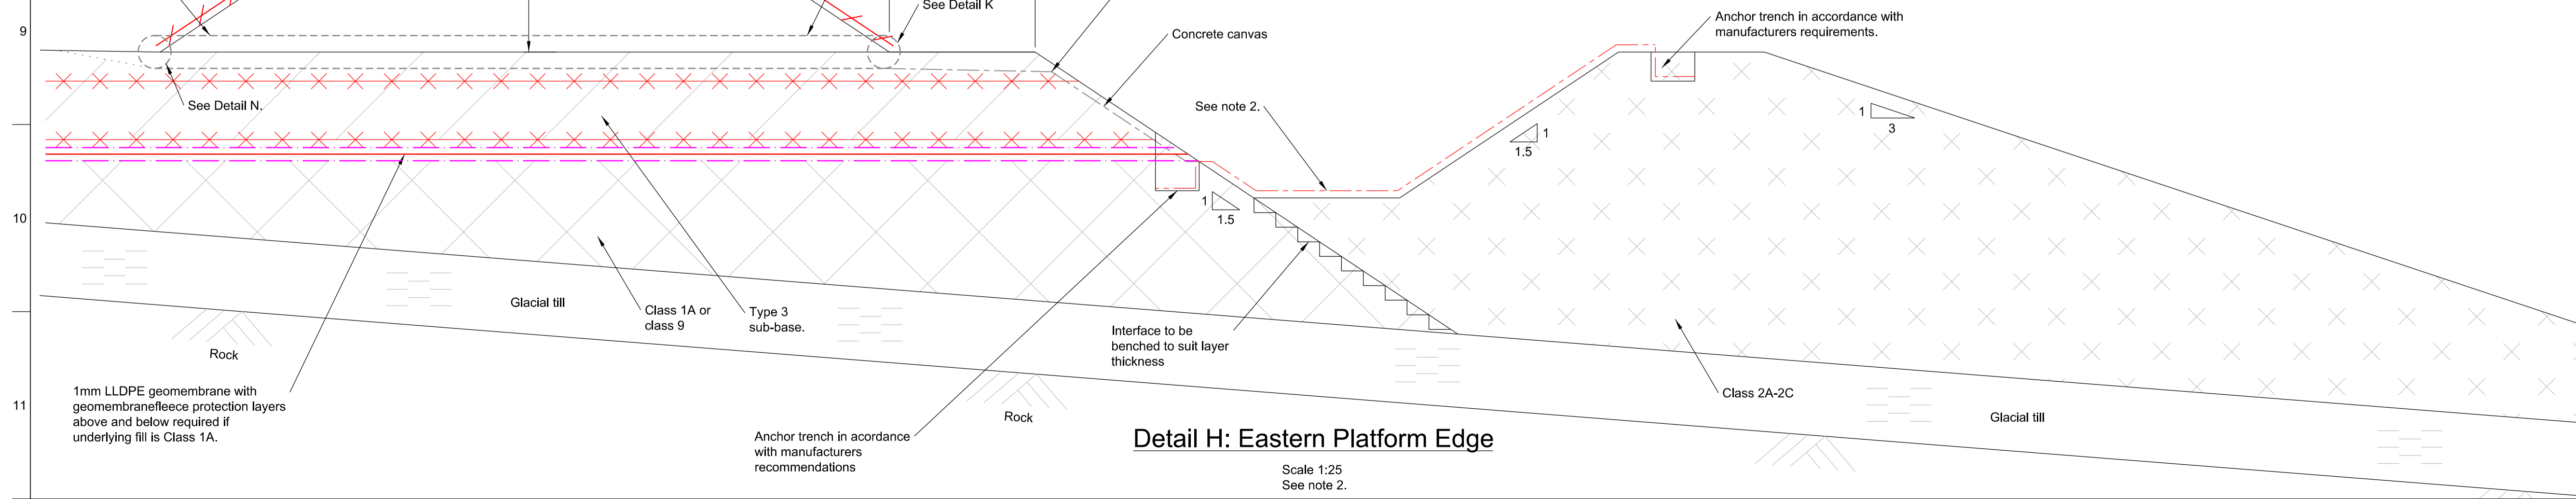 See Detail K
9
Anchor trench in accordance with
manufacturers requirements.
Concrete canvas
See Detail N.
See note 2.
1
3
1
1.5
1
1.5
10
Glacial till
Class 1A or
class 9
Type 3
sub-base.
Interface to be
benched to suit layer
thickness
Rock
1mm LLDPE geomembrane with
geomembranefleece protection layers
above and below required if
underlying fill is Class 1A.
11
Rock
Class 2A-2C
Glacial till
Anchor trench in acordance
with manufacturers
recommendations
Detail H: Eastern Platform Edge
Scale 1:25
See note 2.